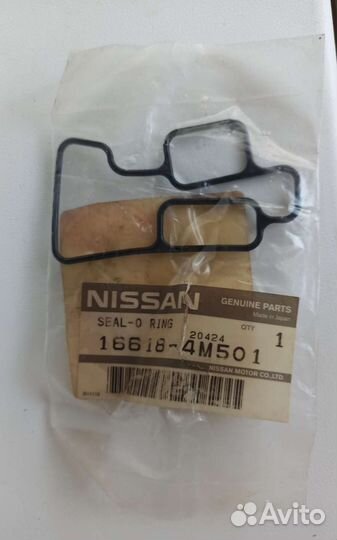 NISSAN
GENUINE PARTS
Made in Japan
SEAL-O RING
QTY
1
20424
16618-4M501
NISSAN MOTOR CO.,LTD.
Avito